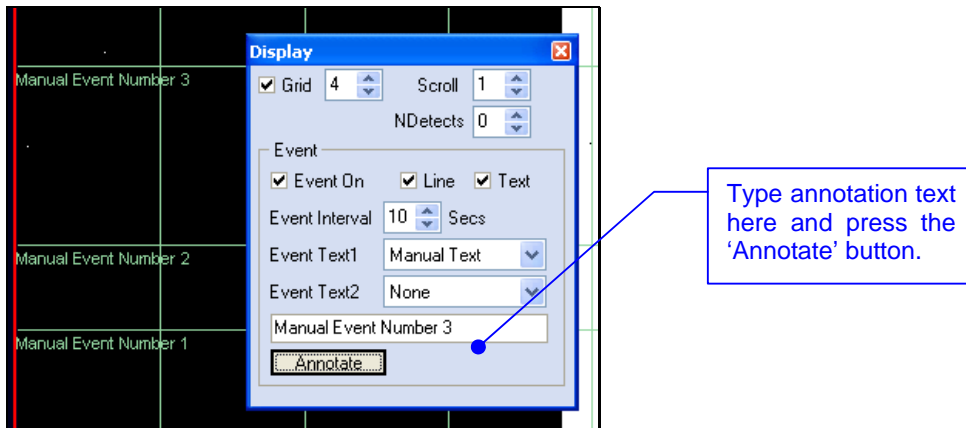 Display
Manual Event Number 3
Grid 4 Scroll 1
NDetects 0
Event
Event On Line Text
Event Interval 10 Secs
Manual Event Number 2
Event Text1 Manual Text
Event Text2 None
Manual Event Number 3
Manual Event Number 1
Annotate
Type annotation text
here and press the
‘Annotate’ button.